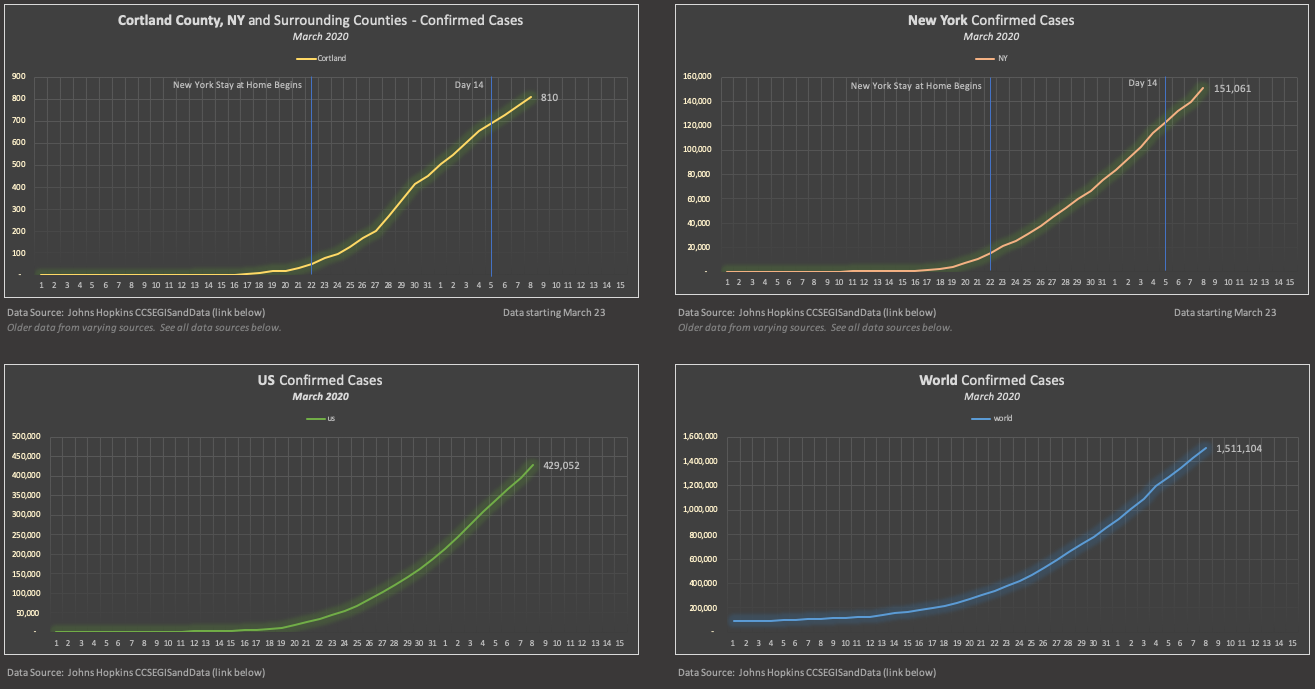 Cortland County, NY and Surrounding Counties - Confirmed Cases
March 2020
Cortland
900
800
700
600
500
400
300
200
100
-
New York Stay at Home Begins
Day 14
810
1 2 3 4 5 6 7 8 9 10 11 12 13 14 15 16 17 18 19 20 21 22 23 24 25 26 27 28 29 30 31 1 2 3 4 5 6 7 8 9 10 11 12 13 14 15
Data Source: Johns Hopkins CCSEGISandData (link below)
Data starting March 23
Older data from varying sources. See all data sources below.
New York Confirmed Cases
March 2020
NY
160,000
140,000
120,000
100,000
80,000
60,000
40,000
20,000
-
New York Stay at Home Begins
Day 14
151,061
1 2 3 4 5 6 7 8 9 10 11 12 13 14 15 16 17 18 19 20 21 22 23 24 25 26 27 28 29 30 31 1 2 3 4 5 6 7 8 9 10 11 12 13 14 15
Data Source: Johns Hopkins CCSEGISandData (link below)
Data starting March 23
Older data from varying sources. See all data sources below.
US Confirmed Cases
March 2020
us
500,000
450,000
400,000
350,000
300,000
250,000
200,000
150,000
100,000
50,000
-
429,052
1 2 3 4 5 6 7 8 9 10 11 12 13 14 15 16 17 18 19 20 21 22 23 24 25 26 27 28 29 30 31 1 2 3 4 5 6 7 8 9 10 11 12 13 14 15
Data Source: Johns Hopkins CCSEGISandData (link below)
World Confirmed Cases
March 2020
world
1,600,000
1,400,000
1,200,000
1,000,000
800,000
600,000
400,000
200,000
-
1,511,104
1 2 3 4 5 6 7 8 9 10 11 12 13 14 15 16 17 18 19 20 21 22 23 24 25 26 27 28 29 30 31 1 2 3 4 5 6 7 8 9 10 11 12 13 14 15
Data Source: Johns Hopkins CCSEGISandData (link below)